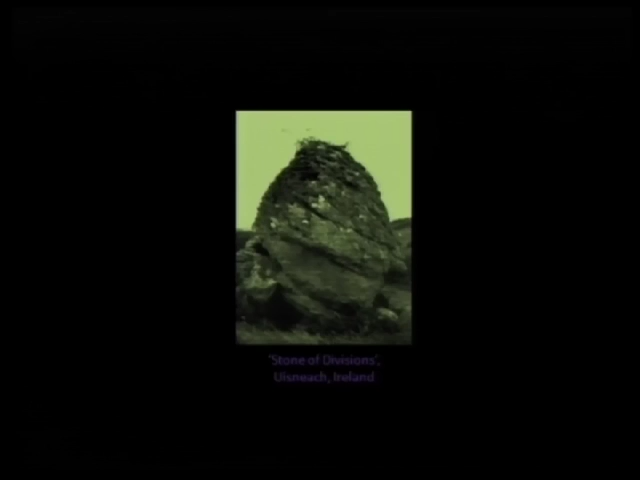 'Stone of Divisions',
Uisneach, Ireland